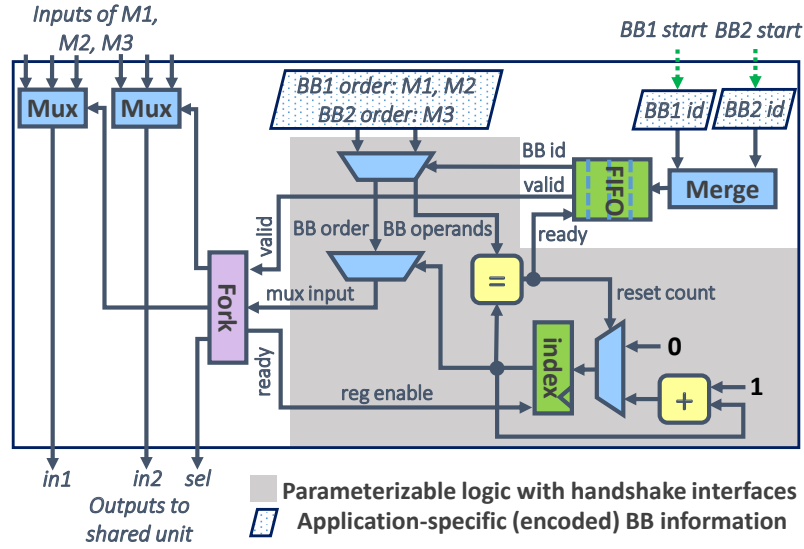 Inputs of M1,
M2, M3
BB1 start
BB2 start
Mux
Mux
BB1 order: M1, M2
BB2 order: M3
BB1 id
BB2 id
BB id
FIFO
Merge
valid
ready
BB order
BB operands
valid
=
Fork
mux input
reset count
index
0
ready
reg enable
1
+
in1
in2
sel
Outputs to
shared unit
Parameterizable logic with handshake interfaces
Application-specific (encoded) BB information